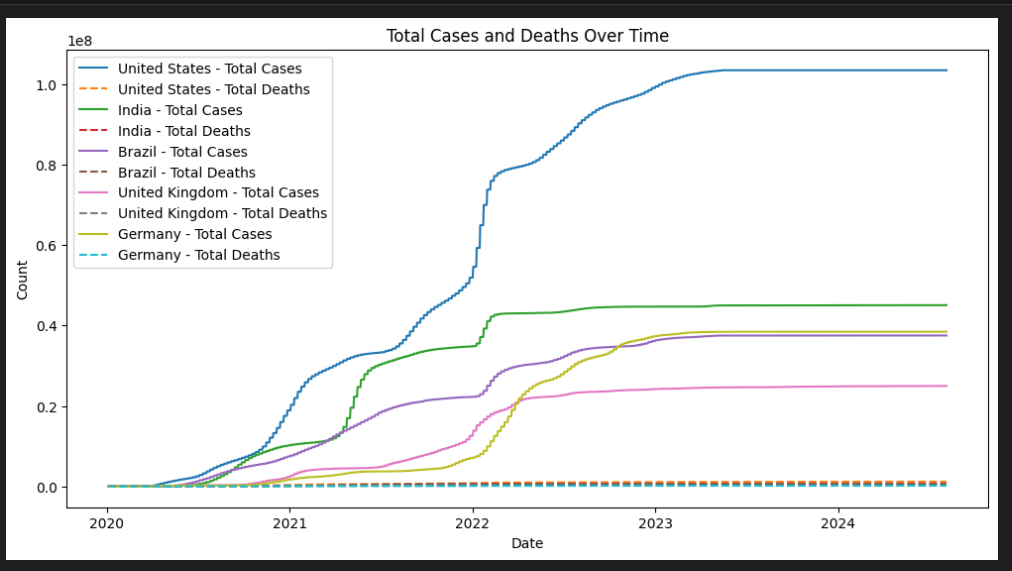 Total Cases and Deaths Over Time
1e8
United States - Total Cases
United States - Total Deaths
India - Total Cases
India - Total Deaths
Brazil - Total Cases
Brazil - Total Deaths
United Kingdom - Total Cases
United Kingdom - Total Deaths
Germany - Total Cases
Germany - Total Deaths
1.0
0.8
0.6
0.4
0.2
0.0
Count
2020 2021 2022 2023 2024
Date